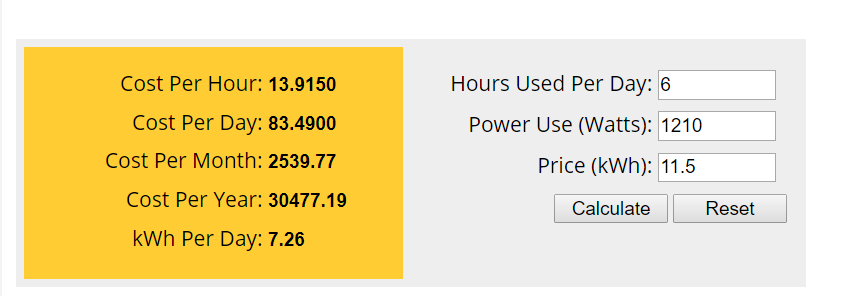 Cost Per Hour: 13.9150
Cost Per Day: 83.4900
Cost Per Month: 2539.77
Cost Per Year: 30477.19
kWh Per Day: 7.26
Hours Used Per Day: 6
Power Use (Watts): 1210
Price (kWh): 11.5
Calculate Reset